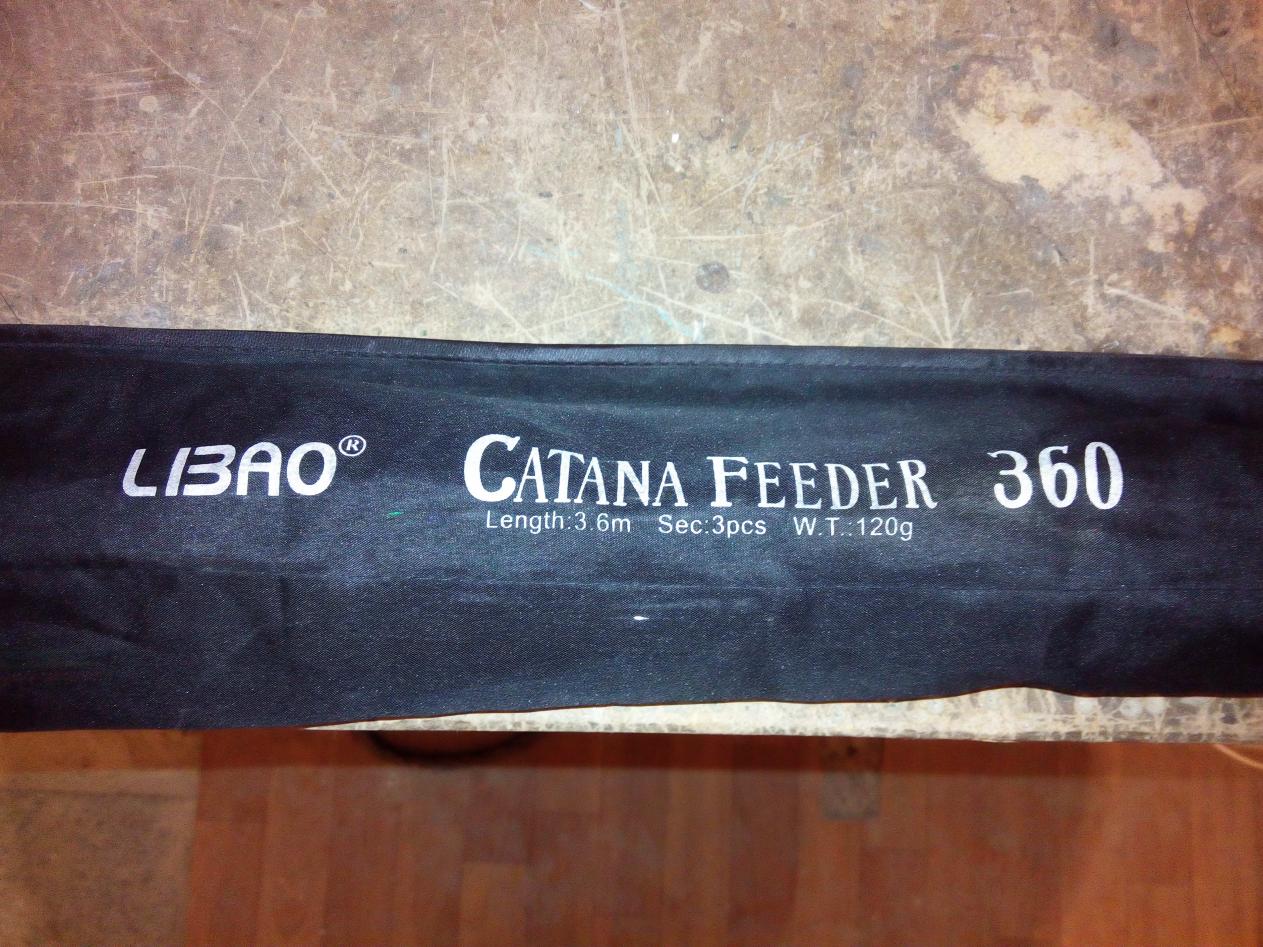 LIBAO® CATANA FEEDER 360
Length:3.6m Sec:3pcs W.T.:120g